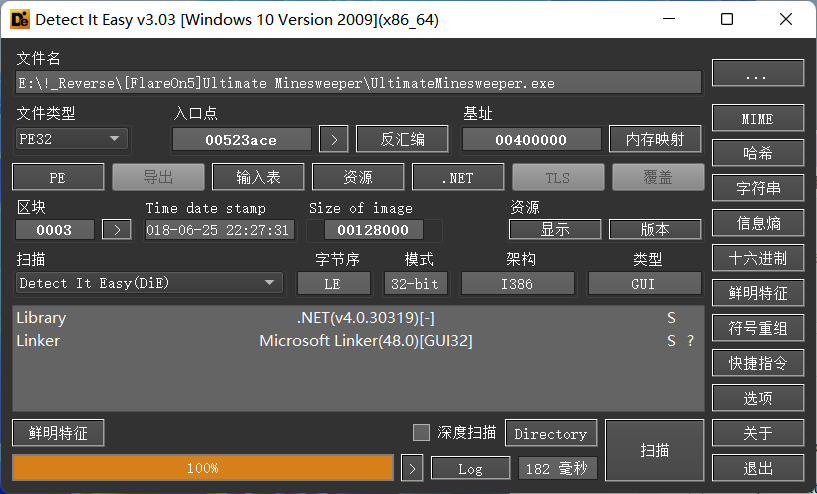 Detect It Easy v3.03 [Windows 10 Version 2009](x86_64)
文件名
E:\!_Reverse\[FlareOn5]Ultimate Minesweeper\UltimateMinesweeper.exe
...
文件类型 入口点 基址
PE32 00523ace > 反汇编 00400000 内存映射
MIME
哈希
PE 导出 输入表 资源 .NET TLS 覆盖
字符串
区块 Time date stamp Size of image 资源
0003 > 018-06-25 22:27:31 00128000 显示 版本
信息熵
扫描 字节序 模式 架构 类型
十六进制
Detect It Easy(DiE) LE 32-bit I386 GUI
鲜明特征
Library .NET(v4.0.30319)[-] S
符号重组
Linker Microsoft Linker(48.0)[GUI32] S ?
快捷指令
选项
鲜明特征 深度扫描 Directory 扫描 关于
100% > Log 182 毫秒 退出